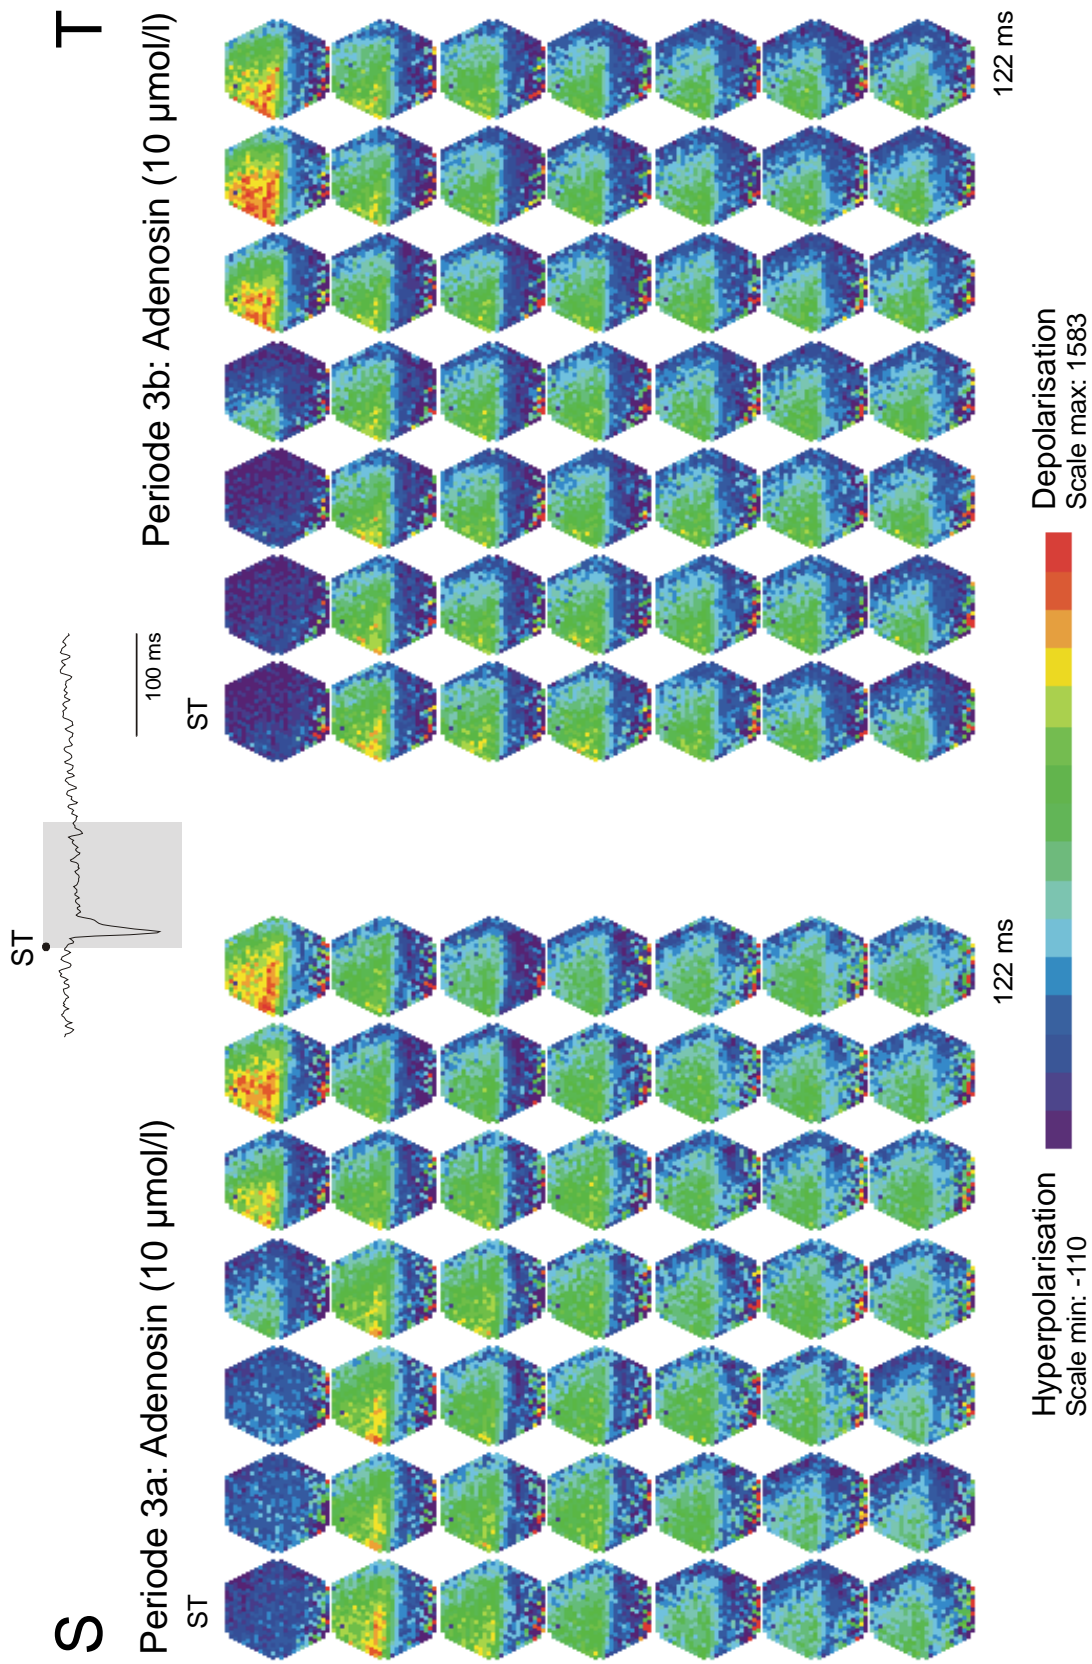 S
T
Periode 3a: Adenosin (10 µmol/l)
Periode 3b: Adenosin (10 µmol/l)
ST
100 ms
ST
ST
122 ms
122 ms
Hyperpolarisation
Scale min: -110
Depolarisation
Scale max: 1583